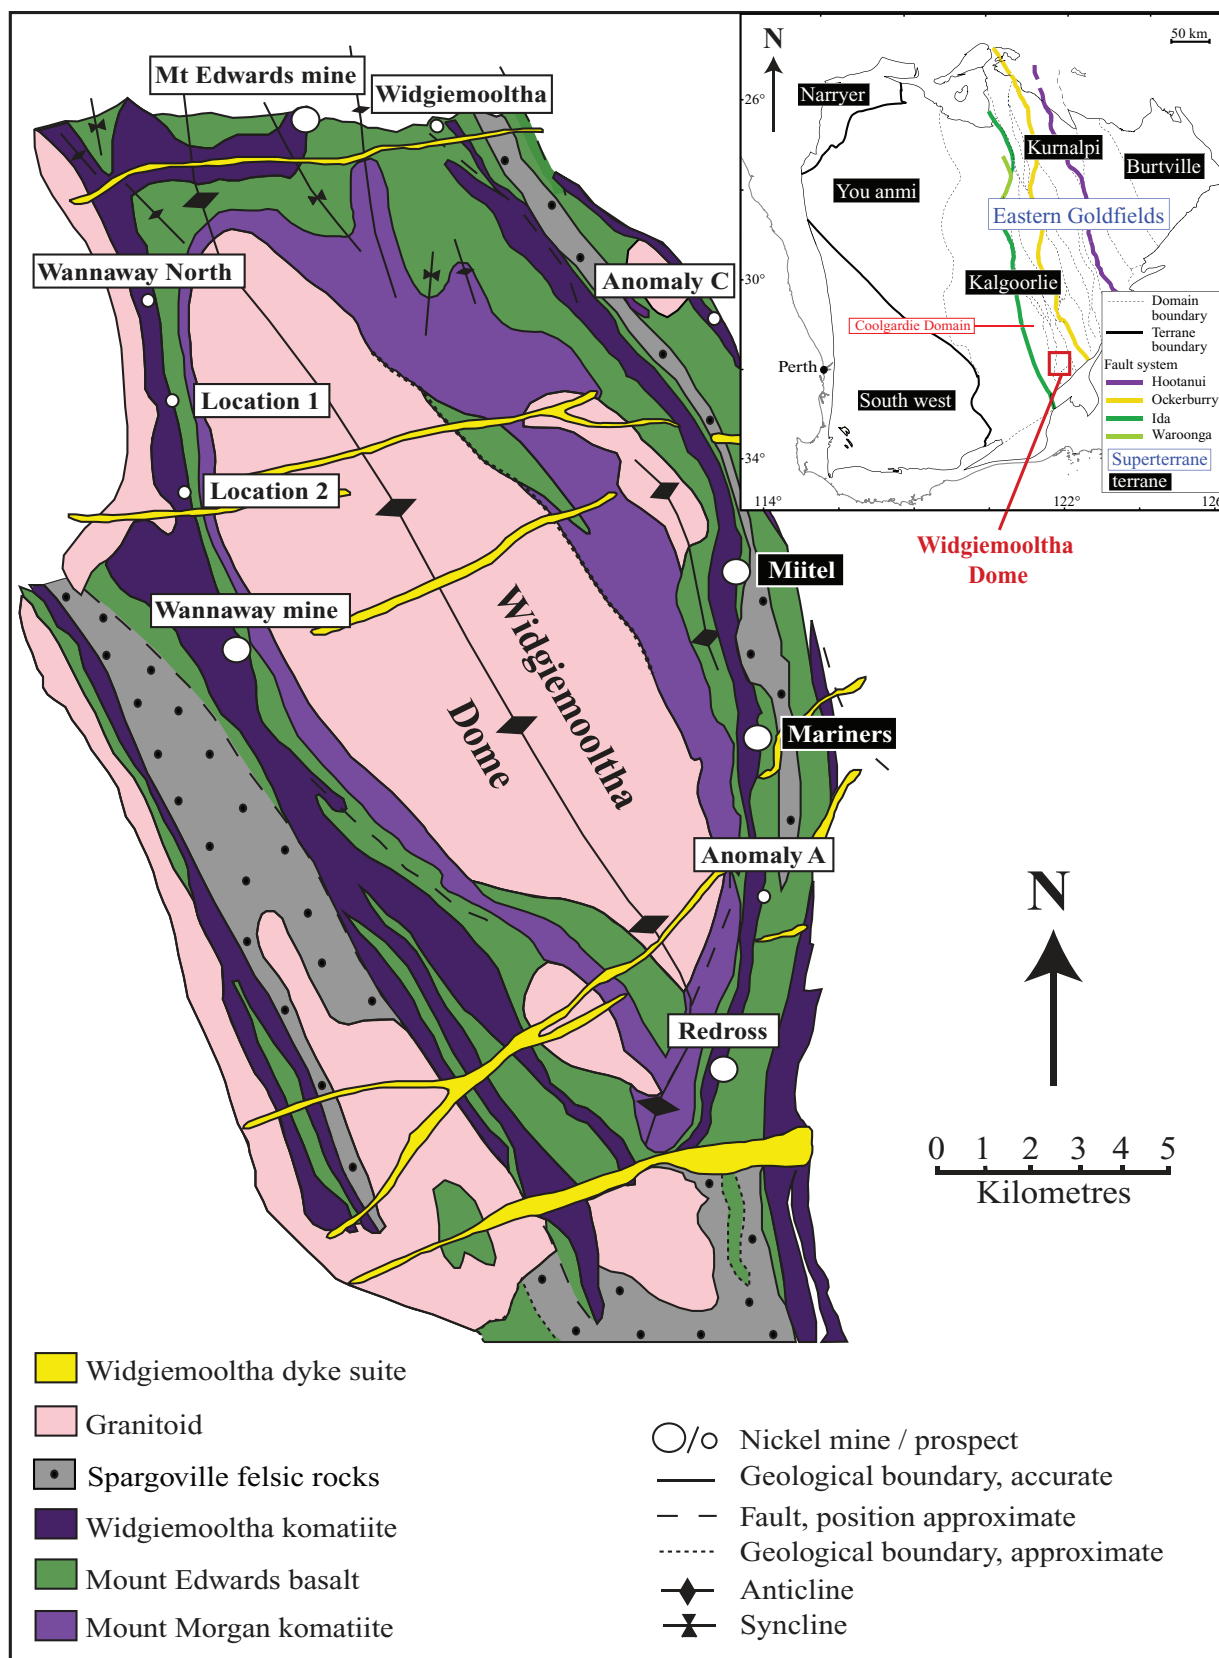 Mt Edwards mine
Widgiemooltha
Wannaway North
Anomaly C
Location 1
Location 2
Wannaway mine
Miitel
Mariners
Widgiemooltha
Dome
Anomaly A
Redross
N
50 km
26°
30°
34°
114°
122°
126
Narryer
Kurnalpi
Burtville
You anmi
Eastern Goldfields
Kalgoorlie
Coolgardie Domain
Perth
South west
Domain
boundary
Terrane
boundary
Fault system
Hootanui
Ockerburry
Ida
Waroonga
Superterrane
terrane
Widgiemooltha
Dome
N
0 1 2 3 4 5
Kilometres
Widgiemooltha dyke suite
Granitoid
Spargoville felsic rocks
Widgiemooltha komatiite
Mount Edwards basalt
Mount Morgan komatiite
/ Nickel mine / prospect
Geological boundary, accurate
Fault, position approximate
Geological boundary, approximate
Anticline
Syncline